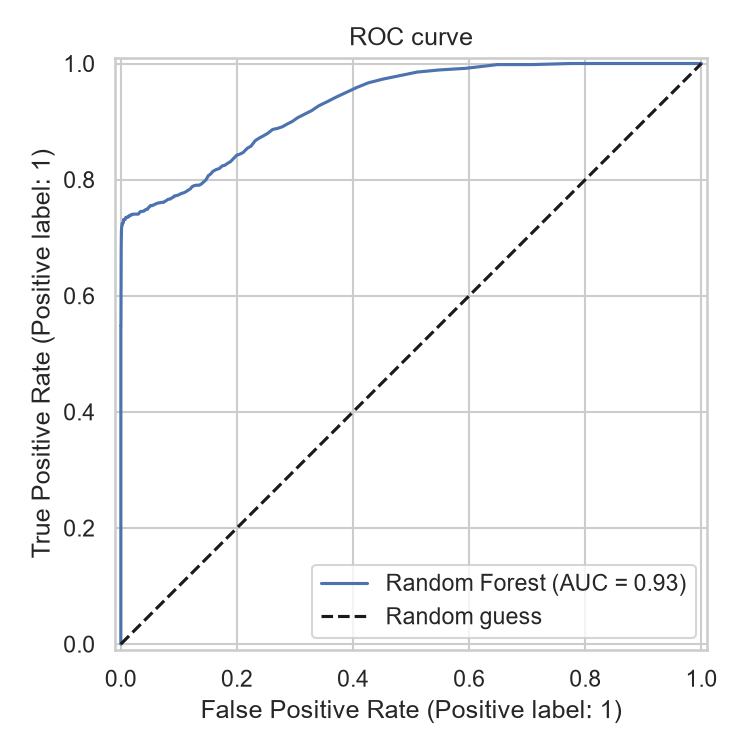 ROC curve
True Positive Rate (Positive label: 1)
1.0
0.8
0.6
0.4
0.2
0.0
Random Forest (AUC = 0.93)
Random guess
0.0 0.2 0.4 0.6 0.8 1.0
False Positive Rate (Positive label: 1)